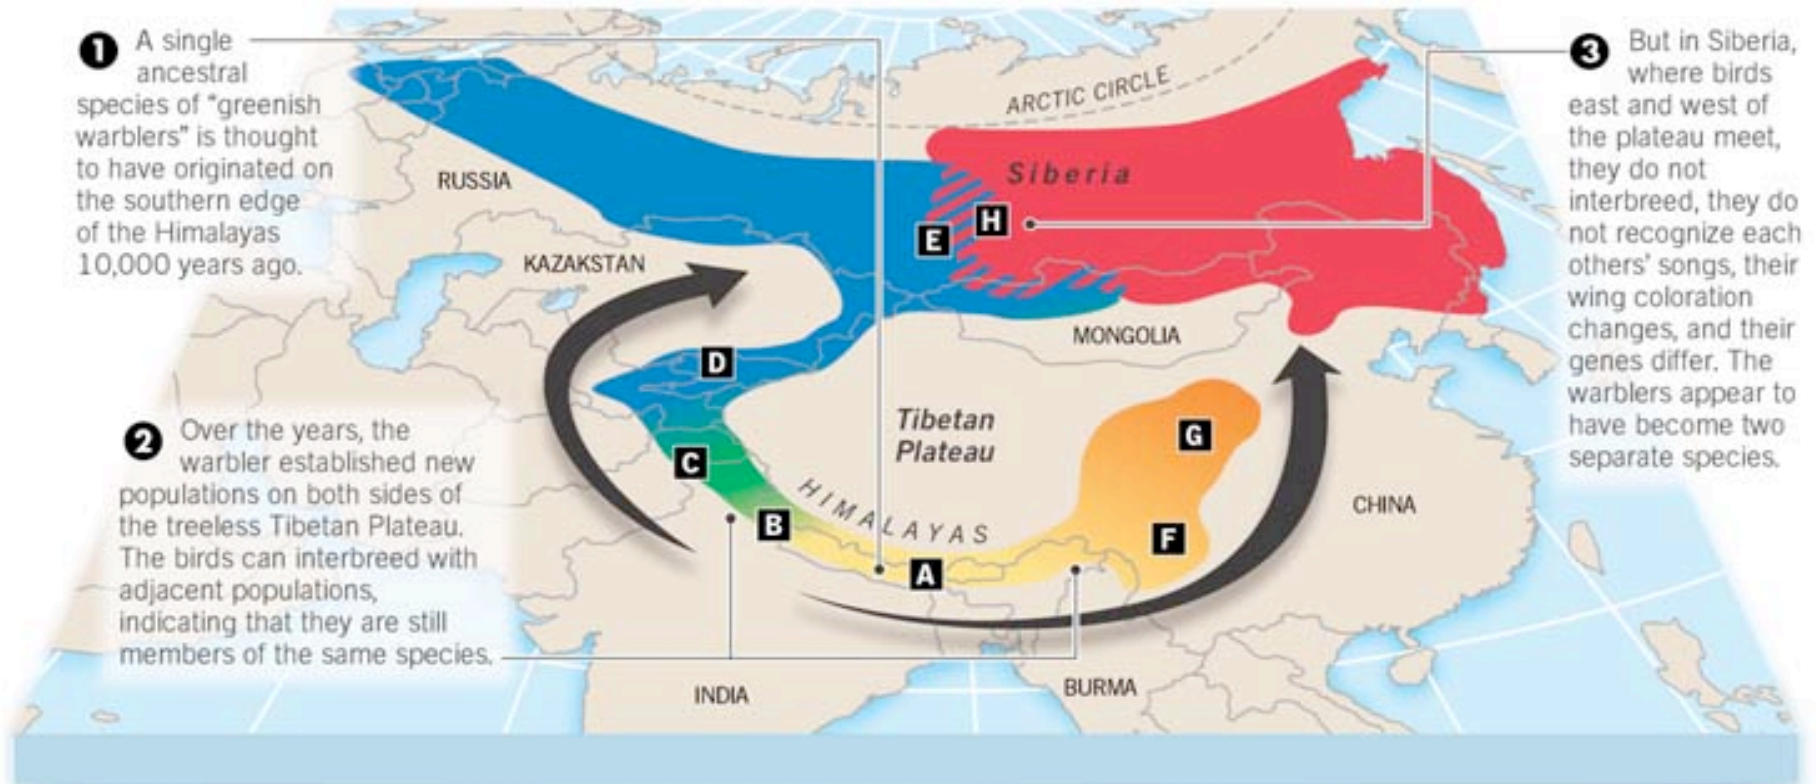 1 A single
ancestral
species of “greenish
warblers” is thought
to have originated on
the southern edge
of the Himalayas
10,000 years ago.
2 Over the years, the
warbler established new
populations on both sides of
the treeless Tibetan Plateau.
The birds can interbreed with
adjacent populations,
indicating that they are still
members of the same species.
3 But in Siberia,
where birds
east and west of
the plateau meet,
they do not
interbreed, they do
not recognize each
others' songs, their
wing coloration
changes, and their
genes differ. The
warblers appear to
have become two
separate species.
ARCTIC CIRCLE
Siberia
RUSSIA
H
E
KAZAKSTAN
MONGOLIA
D
Tibetan
Plateau
G
C
HIMALAYAS
CHINA
B
F
A
INDIA
BURMA